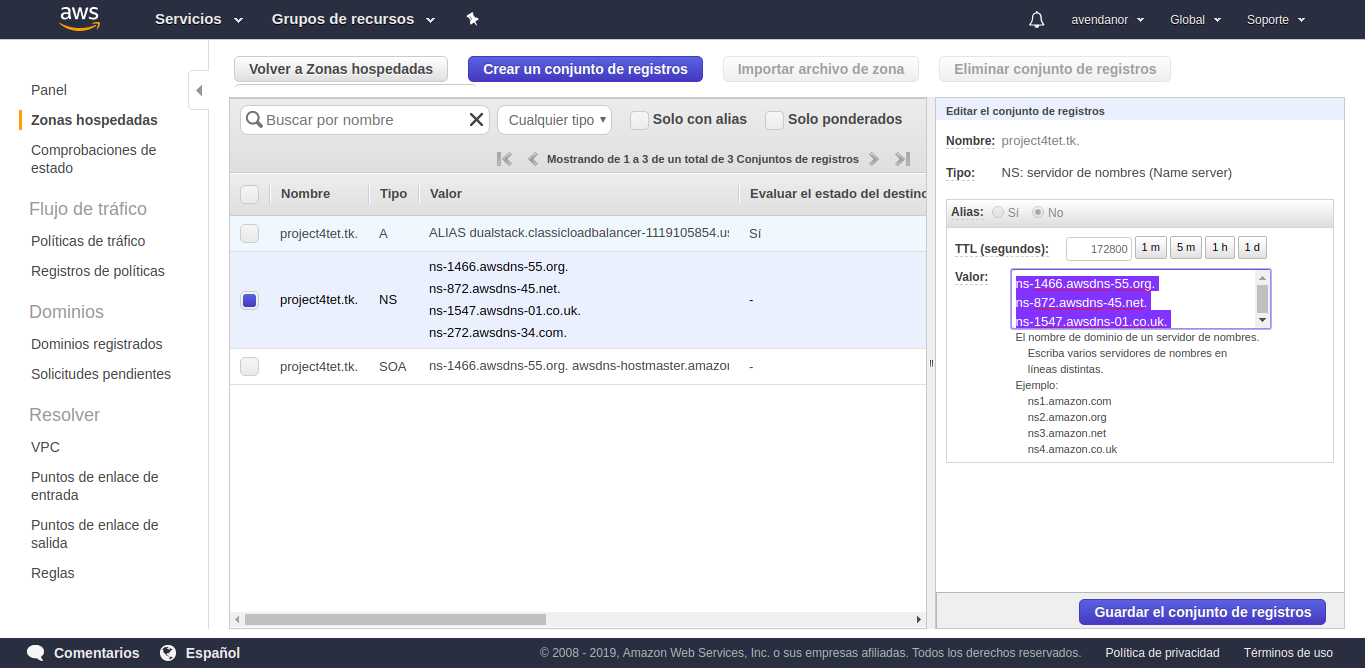 aws
Servicios
Grupos de recursos
avendanor
Global
Soporte
Panel
Zonas hospedadas
Comprobaciones de
estado
Flujo de tráfico
Políticas de tráfico
Registros de políticas
Dominios
Dominios registrados
Solicitudes pendientes
Resolver
VPC
Puntos de enlace de
entrada
Puntos de enlace de
salida
Reglas
Volver a Zonas hospedadas
Crear un conjunto de registros
Importar archivo de zona
Eliminar conjunto de registros
Buscar por nombre
Cualquier tipo
Solo con alias
Solo ponderados
Mostrando de 1 a 3 de un total de 3 Conjuntos de registros
Nombre Tipo Valor Evaluar el estado del destino
project4tet.tk. A ALIAS dualstack.classicloadbalancer-1119105854.us Sí
project4tet.tk. NS
ns-1466.awsdns-55.org.
ns-872.awsdns-45.net.
ns-1547.awsdns-01.co.uk.
ns-272.awsdns-34.com.
-
project4tet.tk. SOA ns-1466.awsdns-55.org. awsdns-hostmaster.amazon -
Editar el conjunto de registros
Nombre: project4tet.tk.
Tipo: NS: servidor de nombres (Name server)
Alias: Sí No
TTL (segundos): 172800 1 m 5 m 1 h 1 d
Valor:
ns-1466.awsdns-55.org.
ns-872.awsdns-45.net.
ns-1547.awsdns-01.co.uk.
El nombre de dominio de un servidor de nombres.
Escriba varios servidores de nombres en
líneas distintas.
Ejemplo:
ns1.amazon.com
ns2.amazon.org
ns3.amazon.net
ns4.amazon.co.uk
Guardar el conjunto de registros
Comentarios
Español
© 2008 - 2019, Amazon Web Services, Inc. o sus empresas afiliadas. Todos los derechos reservados.
Política de privacidad
Términos de uso